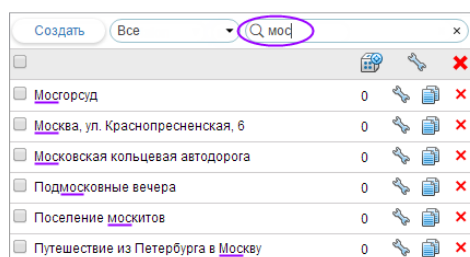 Создать Все мос ×
Мосгорсуд 0
Москва, ул. Краснопресненская, 6 0
Московская кольцевая автодорога 0
Подмосковные вечера 0
Поселение москитов 0
Путешествие из Петербурга в Москву 0